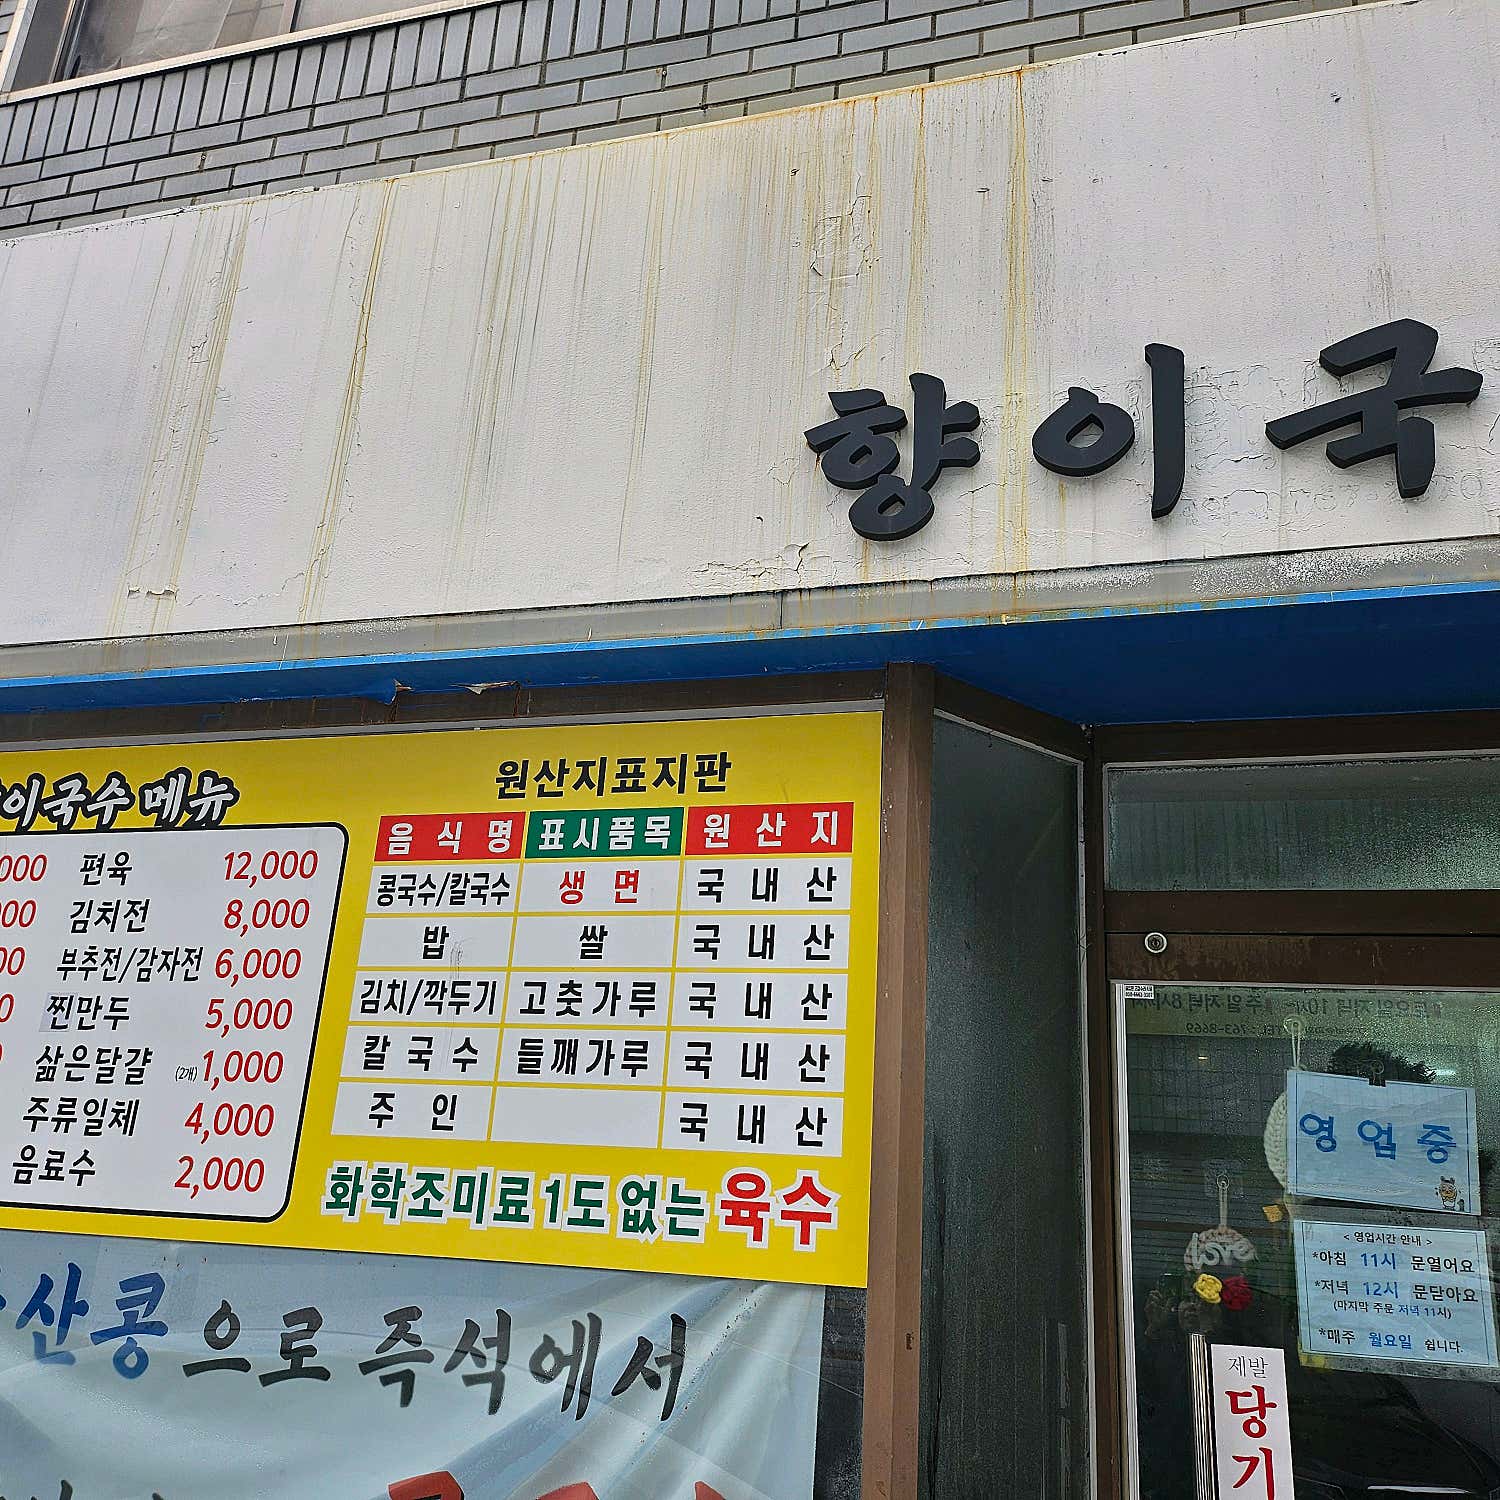 향이국
이국수 메뉴
000 편육 12,000
00 김치전 8,000
00 부추전/감자전 6,000
0 찐만두 5,000
삶은달걀 (2개) 1,000
주류일체 4,000
음료수 2,000
원산지표지판
음식명 표시품목 원산지
콩국수/칼국수 생면 국내산
밥 쌀 국내산
김치/깍두기 고춧가루 국내산
칼국수 들깨가루 국내산
주인 국내산
화학조미료 1도 없는 육수
산콩으로 즉석에서
763-8669
영업중
love
< 영업시간 안내 >
*아침 11시 문열어요
*저녁 12시 문닫아요
(마지막 주문 저녁 11시)
*매주 월요일 쉽니다.
제발
당기